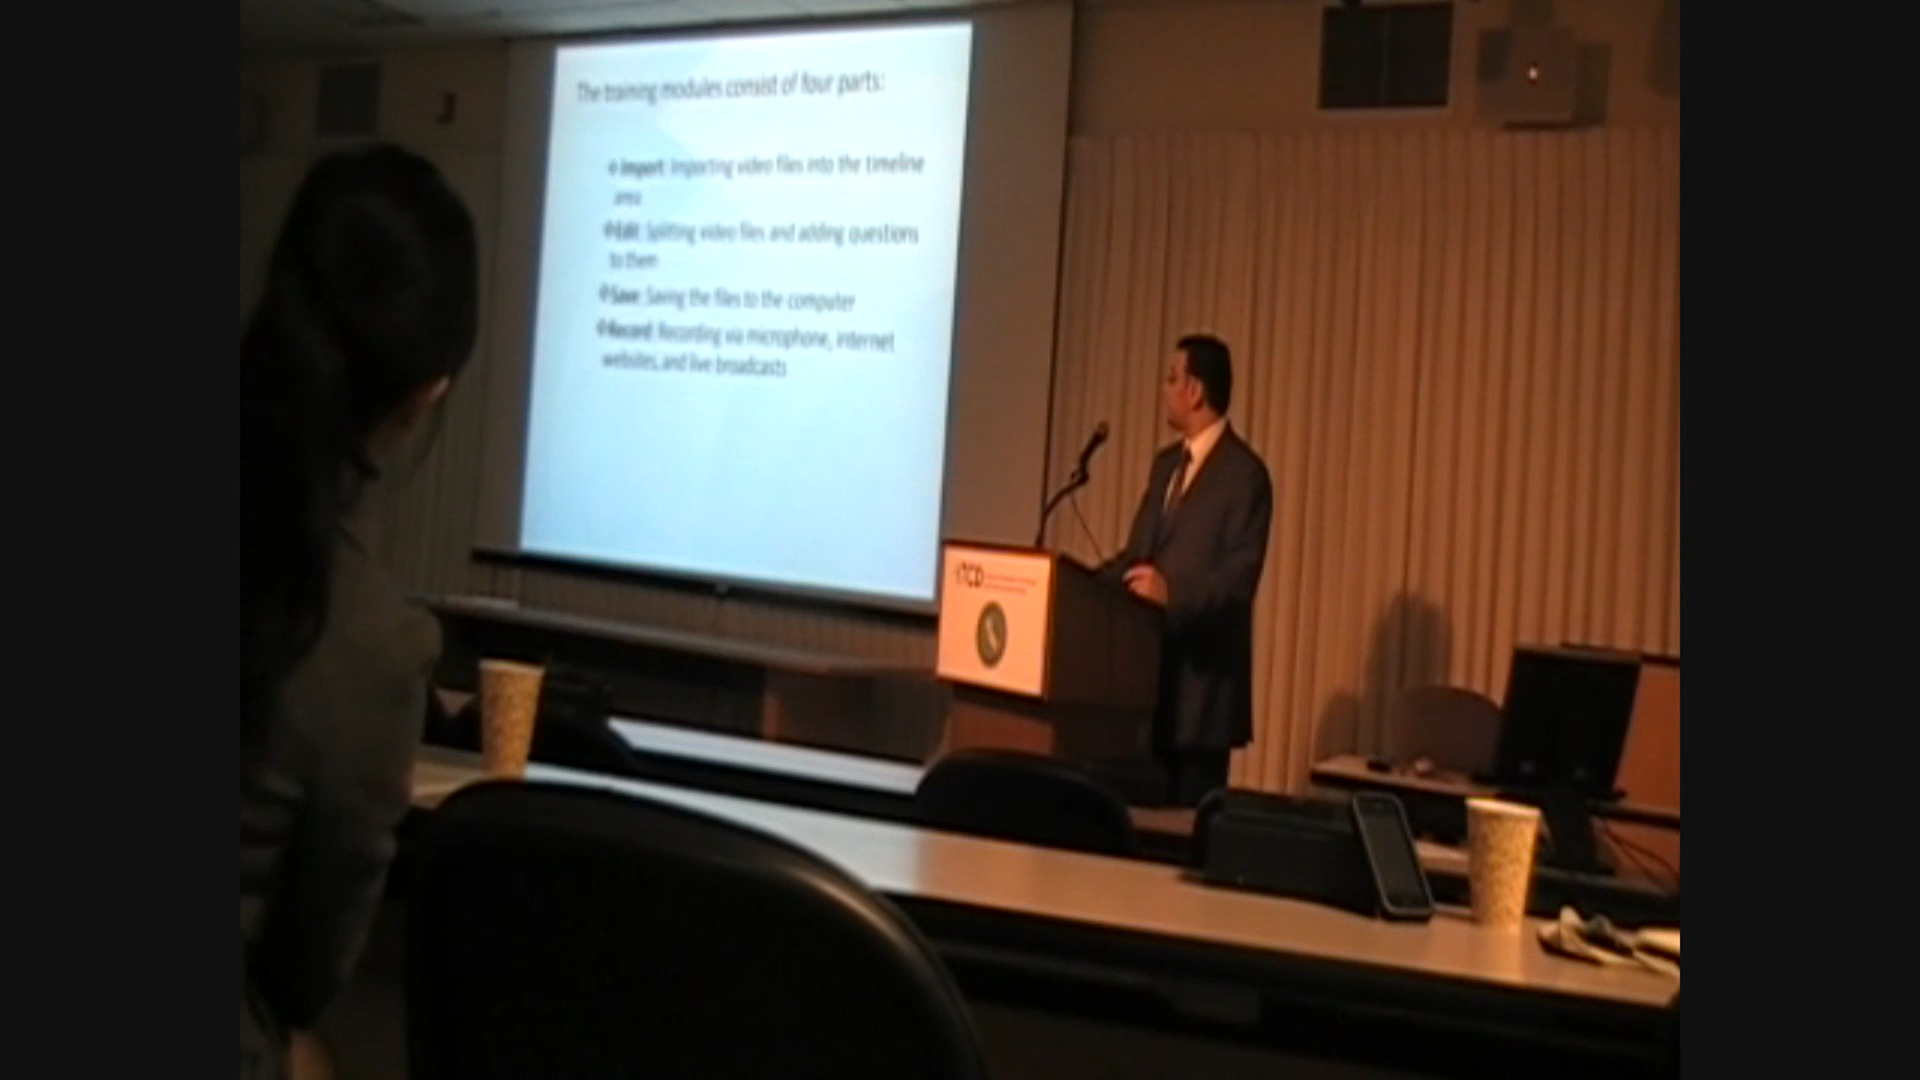 The training modules consist of four parts:
Import: Importing video files into the timeline
area
Edit: Splitting video files and adding questions
to them
Save: Saving the files to the computer
Record: Recording via microphone, internet
websites, and live broadcasts